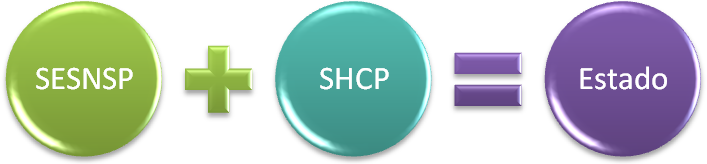 SESNSP + SHCP = Estado